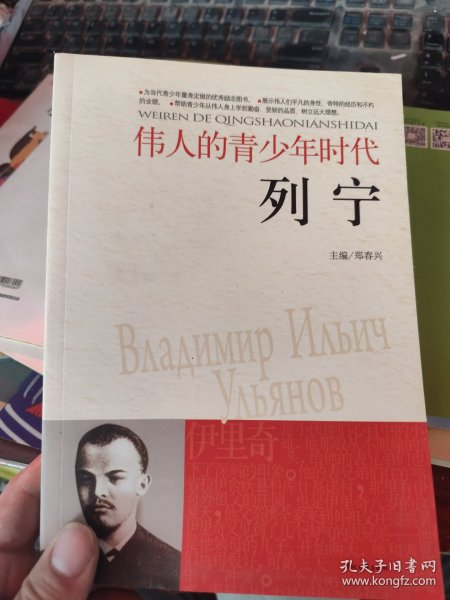 ▪为当代青少年量身定做的优秀励志图书。 ▪展示伟人们平凡的身世、奇特的经历和不朽
的业绩。 ▪帮助青少年从伟人身上学到勤奋、坚韧的品质,树立远大理想。
WEIREN DE QINGSHAONIANSHIDAI
伟人的青少年时代
列宁
主编/郑春兴
Владимир Ильич
Ульянов
伊里奇
孔夫子旧书网
www.kongfz.com